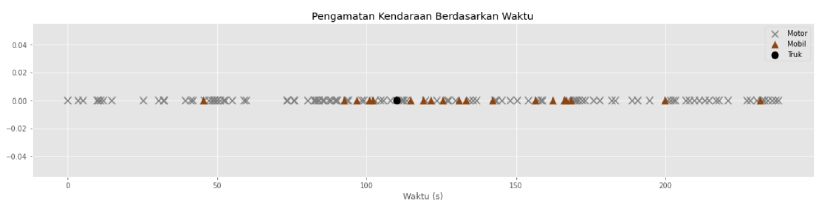 Pengamatan Kendaraan Berdasarkan Waktu
Motor
Mobil
Truk
0.04
0.02
0.00
−0.02
−0.04
0
50
100
150
200
Waktu (s)